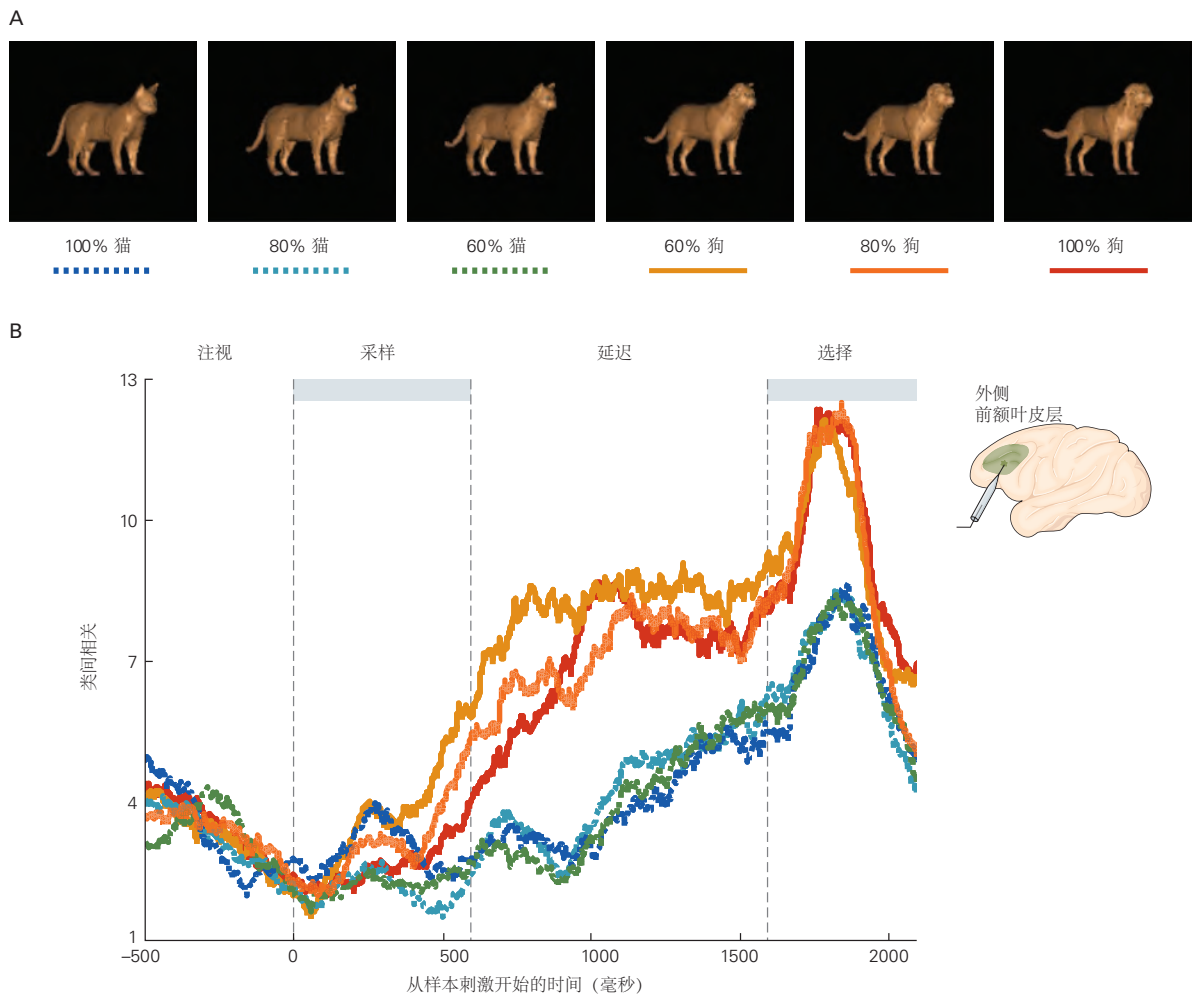 A
100% 猫
80% 猫
60% 猫
60% 狗
80% 狗
100% 狗
B
注视
采样
延迟
选择
13
10
7
4
1
类间相关
–500
0
500
1000
1500
2000
从样本刺激开始的时间（毫秒）
外侧
前额叶皮层